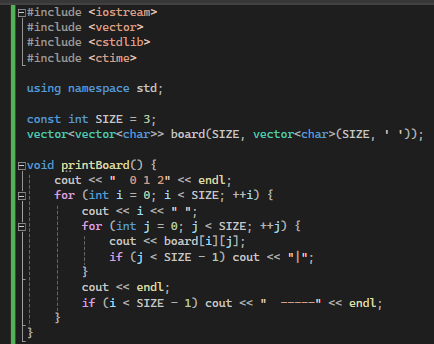 #include <iostream>
#include <vector>
#include <cstdlib>
#include <ctime>
using namespace std;
const int SIZE = 3;
vector<vector<char>> board(SIZE, vector<char>(SIZE, ' '));
void printBoard() {
cout << "  0 1 2" << endl;
for (int i = 0; i < SIZE; ++i) {
cout << i << " ";
for (int j = 0; j < SIZE; ++j) {
cout << board[i][j];
if (j < SIZE - 1) cout << "|";
}
cout << endl;
if (i < SIZE - 1) cout << "  -----" << endl;
}
}